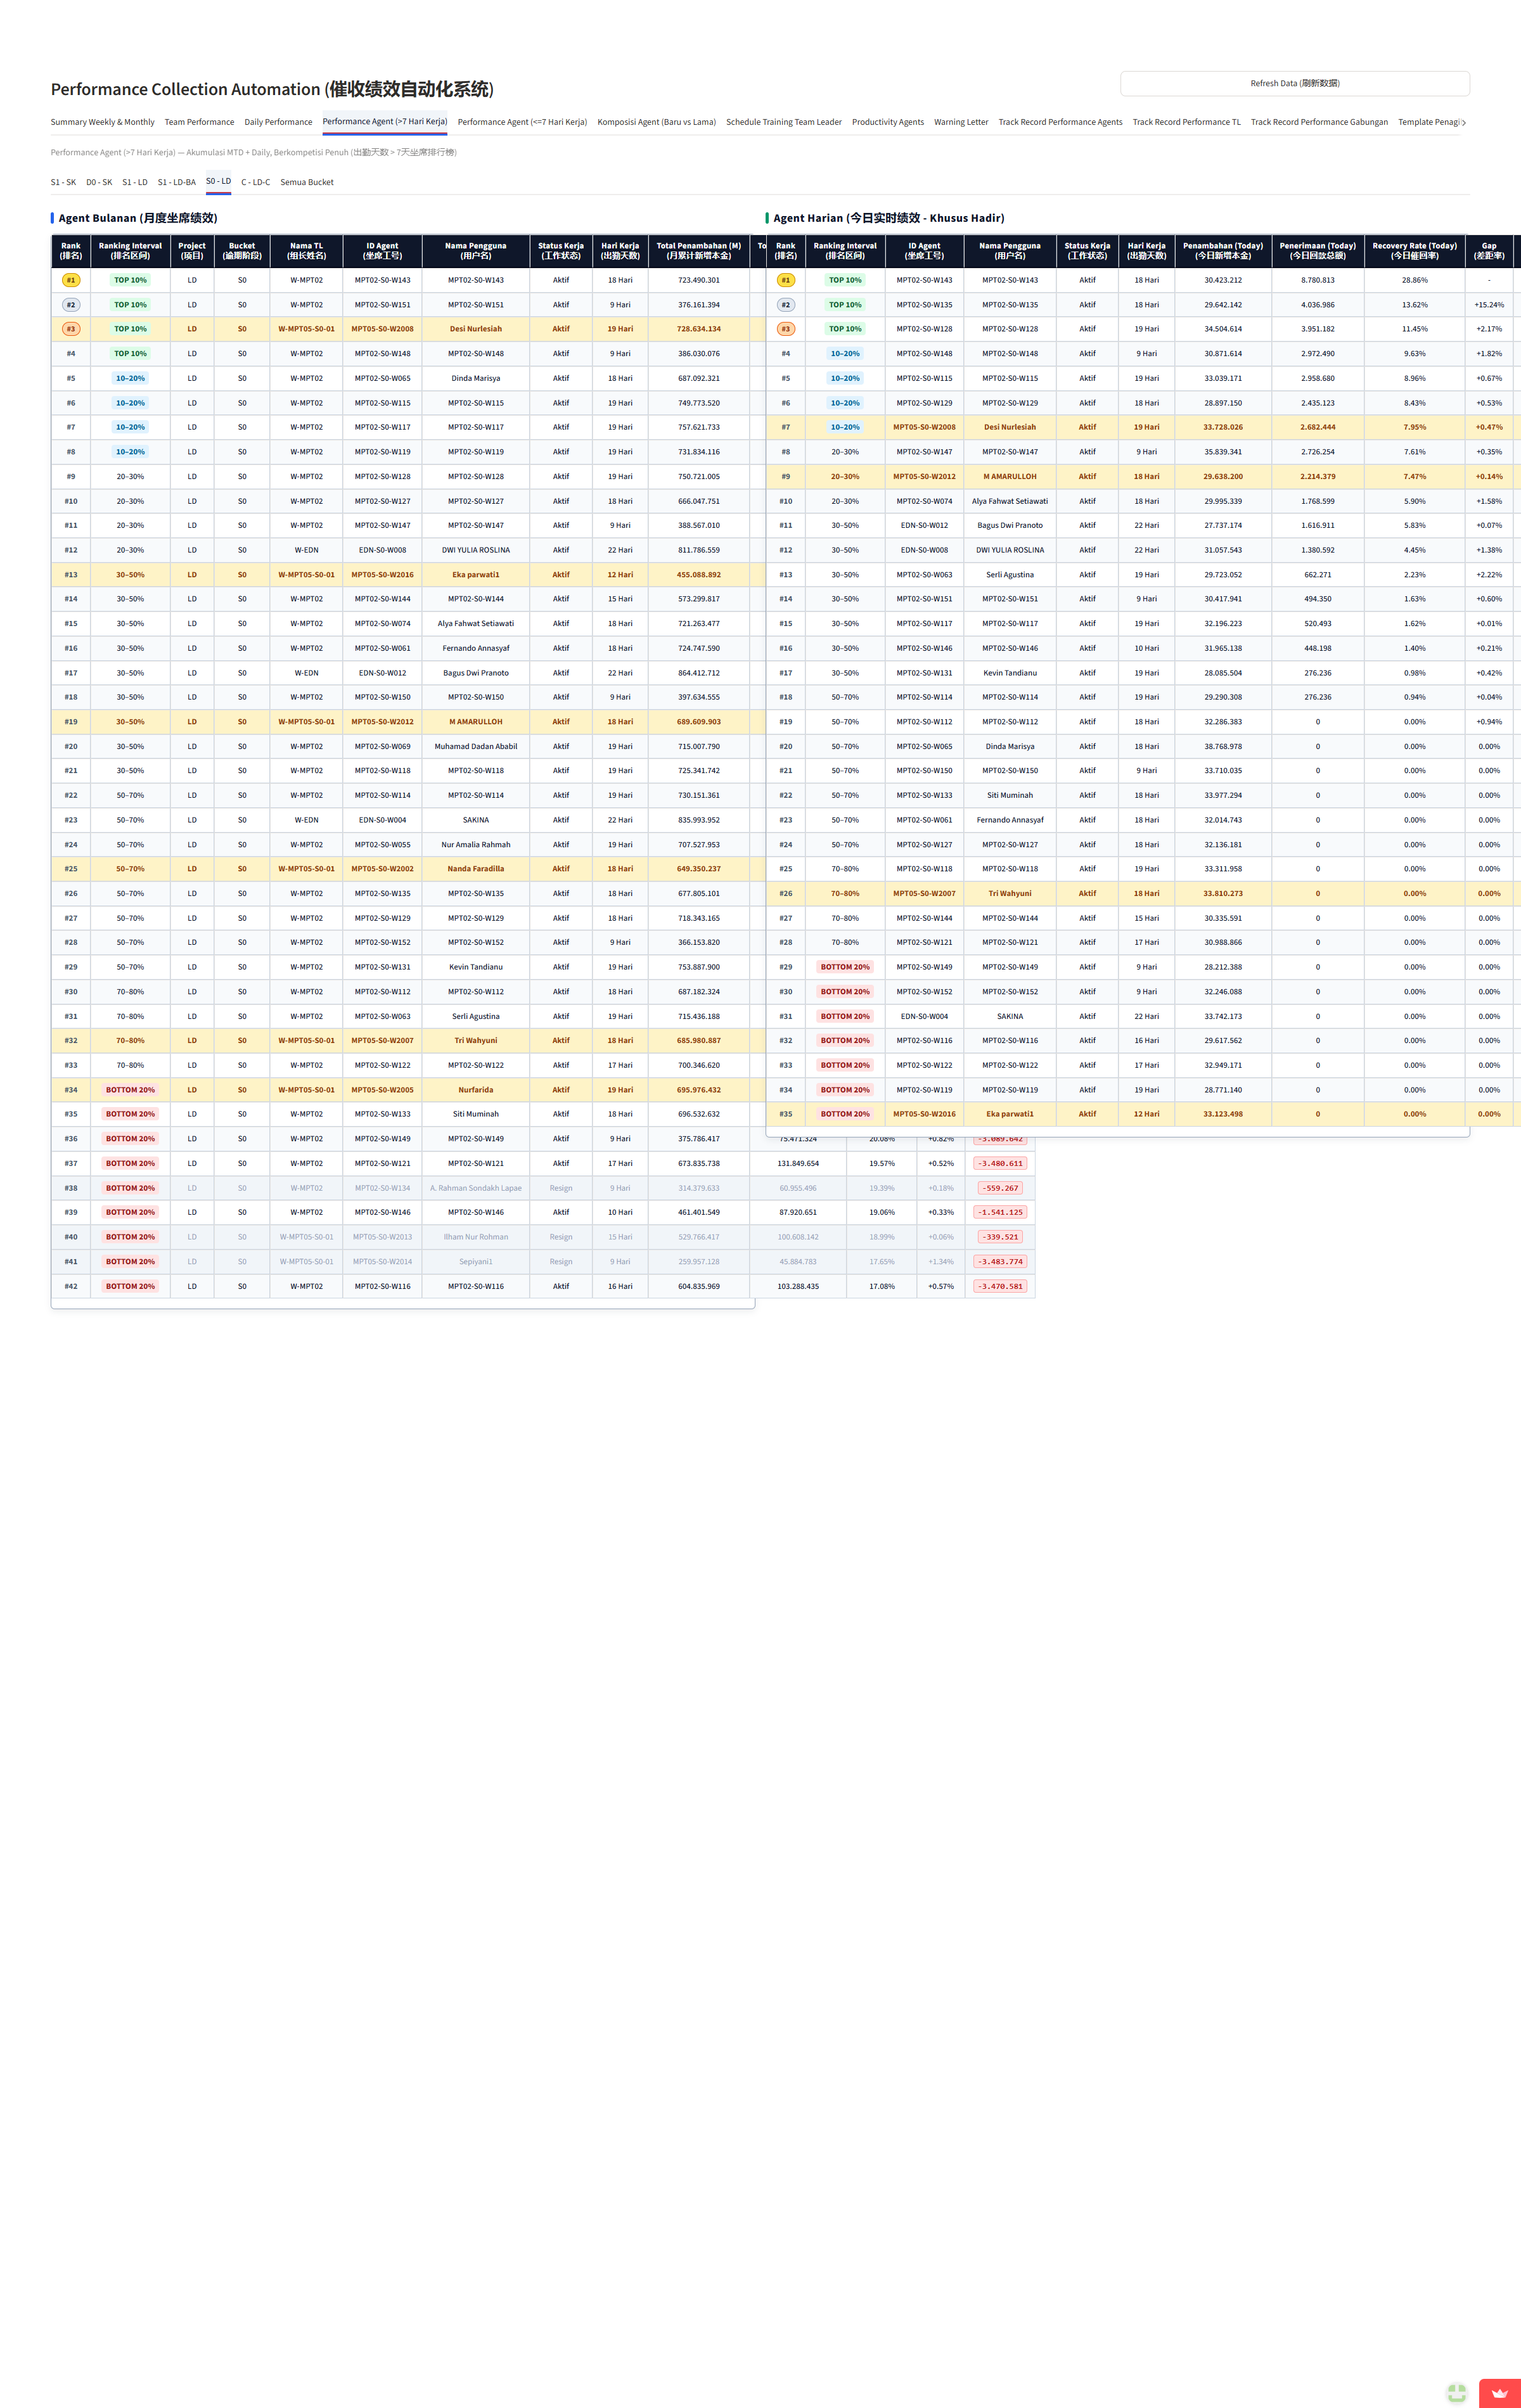 Performance Collection Automation (催收绩效自动化系统)
Refresh Data (刷新数据)
Summary Weekly & Monthly Team Performance Daily Performance Performance Agent (>7 Hari Kerja) Performance Agent (<=7 Hari Kerja) Komposisi Agent (Baru vs Lama) Schedule Training Team Leader Productivity Agents Warning Letter Track Record Performance Agents Track Record Performance TL Track Record Performance Gabungan Template Penagi
Performance Agent (>7 Hari Kerja) — Akumulasi MTD + Daily, Berkompetisi Penuh (出勤天数 > 7天坐席排行榜)
S1 - SK D0 - SK S1 - LD S1 - LD-BA S0 - LD C - LD-C Semua Bucket
Agent Bulanan (月度坐席绩效)
Rank Ranking Interval Project Bucket Nama TL ID Agent Nama Pengguna Status Kerja Hari Kerja Total Penambahan (M) To
(排名) (排名区间) (项目) (逾期阶段) (组长姓名) (坐席工号) (用户名) (工作状态) (出勤天数) (月累计新增本金)
#1 TOP 10% LD S0 W-MPT02 MPT02-S0-W143 MPT02-S0-W143 Aktif 18 Hari 723.490.301
#2 TOP 10% LD S0 W-MPT02 MPT02-S0-W151 MPT02-S0-W151 Aktif 9 Hari 376.161.394
#3 TOP 10% LD S0 W-MPT05-S0-01 MPT05-S0-W2008 Desi Nurlesiah Aktif 19 Hari 728.634.134
#4 TOP 10% LD S0 W-MPT02 MPT02-S0-W148 MPT02-S0-W148 Aktif 9 Hari 386.030.076
#5 10–20% LD S0 W-MPT02 MPT02-S0-W065 Dinda Marisya Aktif 18 Hari 687.092.321
#6 10–20% LD S0 W-MPT02 MPT02-S0-W115 MPT02-S0-W115 Aktif 19 Hari 749.773.520
#7 10–20% LD S0 W-MPT02 MPT02-S0-W117 MPT02-S0-W117 Aktif 19 Hari 757.621.733
#8 10–20% LD S0 W-MPT02 MPT02-S0-W119 MPT02-S0-W119 Aktif 19 Hari 731.834.116
#9 20–30% LD S0 W-MPT02 MPT02-S0-W128 MPT02-S0-W128 Aktif 19 Hari 750.721.005
#10 20–30% LD S0 W-MPT02 MPT02-S0-W127 MPT02-S0-W127 Aktif 18 Hari 666.047.751
#11 20–30% LD S0 W-MPT02 MPT02-S0-W147 MPT02-S0-W147 Aktif 9 Hari 388.567.010
#12 20–30% LD S0 W-EDN EDN-S0-W008 DWI YULIA ROSLINA Aktif 22 Hari 811.786.559
#13 30–50% LD S0 W-MPT05-S0-01 MPT05-S0-W2016 Eka parwati1 Aktif 12 Hari 455.088.892
#14 30–50% LD S0 W-MPT02 MPT02-S0-W144 MPT02-S0-W144 Aktif 15 Hari 573.299.817
#15 30–50% LD S0 W-MPT02 MPT02-S0-W074 Alya Fahwat Setiawati Aktif 18 Hari 721.263.477
#16 30–50% LD S0 W-MPT02 MPT02-S0-W061 Fernando Annasyaf Aktif 18 Hari 724.747.590
#17 30–50% LD S0 W-EDN EDN-S0-W012 Bagus Dwi Pranoto Aktif 22 Hari 864.412.712
#18 30–50% LD S0 W-MPT02 MPT02-S0-W150 MPT02-S0-W150 Aktif 9 Hari 397.634.555
#19 30–50% LD S0 W-MPT05-S0-01 MPT05-S0-W2012 M AMARULLOH Aktif 18 Hari 689.609.903
#20 30–50% LD S0 W-MPT02 MPT02-S0-W069 Muhamad Dadan Ababil Aktif 19 Hari 715.007.790
#21 30–50% LD S0 W-MPT02 MPT02-S0-W118 MPT02-S0-W118 Aktif 19 Hari 725.341.742
#22 50–70% LD S0 W-MPT02 MPT02-S0-W114 MPT02-S0-W114 Aktif 19 Hari 730.151.361
#23 50–70% LD S0 W-EDN EDN-S0-W004 SAKINA Aktif 22 Hari 835.993.952
#24 50–70% LD S0 W-MPT02 MPT02-S0-W055 Nur Amalia Rahmah Aktif 19 Hari 707.527.953
#25 50–70% LD S0 W-MPT05-S0-01 MPT05-S0-W2002 Nanda Faradilla Aktif 18 Hari 649.350.237
#26 50–70% LD S0 W-MPT02 MPT02-S0-W135 MPT02-S0-W135 Aktif 18 Hari 677.805.101
#27 50–70% LD S0 W-MPT02 MPT02-S0-W129 MPT02-S0-W129 Aktif 18 Hari 718.343.165
#28 50–70% LD S0 W-MPT02 MPT02-S0-W152 MPT02-S0-W152 Aktif 9 Hari 366.153.820
#29 50–70% LD S0 W-MPT02 MPT02-S0-W131 Kevin Tandianu Aktif 19 Hari 753.887.900
#30 70–80% LD S0 W-MPT02 MPT02-S0-W112 MPT02-S0-W112 Aktif 18 Hari 687.182.324
#31 70–80% LD S0 W-MPT02 MPT02-S0-W063 Serli Agustina Aktif 19 Hari 715.436.188
#32 70–80% LD S0 W-MPT05-S0-01 MPT05-S0-W2007 Tri Wahyuni Aktif 18 Hari 685.980.887
#33 70–80% LD S0 W-MPT02 MPT02-S0-W122 MPT02-S0-W122 Aktif 17 Hari 700.346.620
#34 BOTTOM 20% LD S0 W-MPT05-S0-01 MPT05-S0-W2005 Nurfarida Aktif 19 Hari 695.976.432
#35 BOTTOM 20% LD S0 W-MPT02 MPT02-S0-W133 Siti Muminah Aktif 18 Hari 696.532.632
#36 BOTTOM 20% LD S0 W-MPT02 MPT02-S0-W149 MPT02-S0-W149 Aktif 9 Hari 375.786.417 75.471.324 20.08% +0.82% -3.089.642
#37 BOTTOM 20% LD S0 W-MPT02 MPT02-S0-W121 MPT02-S0-W121 Aktif 17 Hari 673.835.738 131.849.654 19.57% +0.52% -3.480.611
#38 BOTTOM 20% LD S0 W-MPT02 MPT02-S0-W134 A. Rahman Sondakh Lapae Resign 9 Hari 314.379.633 60.955.496 19.39% +0.18% -559.267
#39 BOTTOM 20% LD S0 W-MPT02 MPT02-S0-W146 MPT02-S0-W146 Aktif 10 Hari 461.401.549 87.920.651 19.06% +0.33% -1.541.125
#40 BOTTOM 20% LD S0 W-MPT05-S0-01 MPT05-S0-W2013 Ilham Nur Rohman Resign 15 Hari 529.766.417 100.608.142 18.99% +0.06% -339.521
#41 BOTTOM 20% LD S0 W-MPT05-S0-01 MPT05-S0-W2014 Sepiyani1 Resign 9 Hari 259.957.128 45.884.783 17.65% +1.34% -3.483.774
#42 BOTTOM 20% LD S0 W-MPT02 MPT02-S0-W116 MPT02-S0-W116 Aktif 16 Hari 604.835.969 103.288.435 17.08% +0.57% -3.470.581
Agent Harian (今日实时绩效 - Khusus Hadir)
Rank Ranking Interval ID Agent Nama Pengguna Status Kerja Hari Kerja Penambahan (Today) Penerimaan (Today) Recovery Rate (Today) Gap
(排名) (排名区间) (坐席工号) (用户名) (工作状态) (出勤天数) (今日新增本金) (今日回款总额) (今日催回率) (差距率)
#1 TOP 10% MPT02-S0-W143 MPT02-S0-W143 Aktif 18 Hari 30.423.212 8.780.813 28.86% -
#2 TOP 10% MPT02-S0-W135 MPT02-S0-W135 Aktif 18 Hari 29.642.142 4.036.986 13.62% +15.24%
#3 TOP 10% MPT02-S0-W128 MPT02-S0-W128 Aktif 19 Hari 34.504.614 3.951.182 11.45% +2.17%
#4 10–20% MPT02-S0-W148 MPT02-S0-W148 Aktif 9 Hari 30.871.614 2.972.490 9.63% +1.82%
#5 10–20% MPT02-S0-W115 MPT02-S0-W115 Aktif 19 Hari 33.039.171 2.958.680 8.96% +0.67%
#6 10–20% MPT02-S0-W129 MPT02-S0-W129 Aktif 18 Hari 28.897.150 2.435.123 8.43% +0.53%
#7 10–20% MPT05-S0-W2008 Desi Nurlesiah Aktif 19 Hari 33.728.026 2.682.444 7.95% +0.47%
#8 20–30% MPT02-S0-W147 MPT02-S0-W147 Aktif 9 Hari 35.839.341 2.726.254 7.61% +0.35%
#9 20–30% MPT05-S0-W2012 M AMARULLOH Aktif 18 Hari 29.638.200 2.214.379 7.47% +0.14%
#10 20–30% MPT02-S0-W074 Alya Fahwat Setiawati Aktif 18 Hari 29.995.339 1.768.599 5.90% +1.58%
#11 30–50% EDN-S0-W012 Bagus Dwi Pranoto Aktif 22 Hari 27.737.174 1.616.911 5.83% +0.07%
#12 30–50% EDN-S0-W008 DWI YULIA ROSLINA Aktif 22 Hari 31.057.543 1.380.592 4.45% +1.38%
#13 30–50% MPT02-S0-W063 Serli Agustina Aktif 19 Hari 29.723.052 662.271 2.23% +2.22%
#14 30–50% MPT02-S0-W151 MPT02-S0-W151 Aktif 9 Hari 30.417.941 494.350 1.63% +0.60%
#15 30–50% MPT02-S0-W117 MPT02-S0-W117 Aktif 19 Hari 32.196.223 520.493 1.62% +0.01%
#16 30–50% MPT02-S0-W146 MPT02-S0-W146 Aktif 10 Hari 31.965.138 448.198 1.40% +0.21%
#17 30–50% MPT02-S0-W131 Kevin Tandianu Aktif 19 Hari 28.085.504 276.236 0.98% +0.42%
#18 50–70% MPT02-S0-W114 MPT02-S0-W114 Aktif 19 Hari 29.290.308 276.236 0.94% +0.04%
#19 50–70% MPT02-S0-W112 MPT02-S0-W112 Aktif 18 Hari 32.286.383 0 0.00% +0.94%
#20 50–70% MPT02-S0-W065 Dinda Marisya Aktif 18 Hari 38.768.978 0 0.00% 0.00%
#21 50–70% MPT02-S0-W150 MPT02-S0-W150 Aktif 9 Hari 33.710.035 0 0.00% 0.00%
#22 50–70% MPT02-S0-W133 Siti Muminah Aktif 18 Hari 33.977.294 0 0.00% 0.00%
#23 50–70% MPT02-S0-W061 Fernando Annasyaf Aktif 18 Hari 32.014.743 0 0.00% 0.00%
#24 50–70% MPT02-S0-W127 MPT02-S0-W127 Aktif 18 Hari 32.136.181 0 0.00% 0.00%
#25 70–80% MPT02-S0-W118 MPT02-S0-W118 Aktif 19 Hari 33.311.958 0 0.00% 0.00%
#26 70–80% MPT05-S0-W2007 Tri Wahyuni Aktif 18 Hari 33.810.273 0 0.00% 0.00%
#27 70–80% MPT02-S0-W144 MPT02-S0-W144 Aktif 15 Hari 30.335.591 0 0.00% 0.00%
#28 70–80% MPT02-S0-W121 MPT02-S0-W121 Aktif 17 Hari 30.988.866 0 0.00% 0.00%
#29 BOTTOM 20% MPT02-S0-W149 MPT02-S0-W149 Aktif 9 Hari 28.212.388 0 0.00% 0.00%
#30 BOTTOM 20% MPT02-S0-W152 MPT02-S0-W152 Aktif 9 Hari 32.246.088 0 0.00% 0.00%
#31 BOTTOM 20% EDN-S0-W004 SAKINA Aktif 22 Hari 33.742.173 0 0.00% 0.00%
#32 BOTTOM 20% MPT02-S0-W116 MPT02-S0-W116 Aktif 16 Hari 29.617.562 0 0.00% 0.00%
#33 BOTTOM 20% MPT02-S0-W122 MPT02-S0-W122 Aktif 17 Hari 32.949.171 0 0.00% 0.00%
#34 BOTTOM 20% MPT02-S0-W119 MPT02-S0-W119 Aktif 19 Hari 28.771.140 0 0.00% 0.00%
#35 BOTTOM 20% MPT05-S0-W2016 Eka parwati1 Aktif 12 Hari 33.123.498 0 0.00% 0.00%